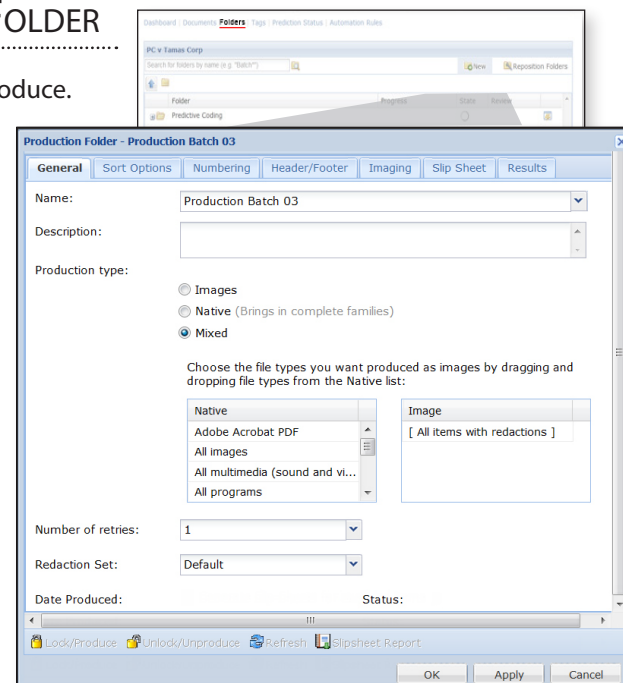 OLDER
oduce.
Dashboard | Documents Folders | Tags | Prediction Status | Automation Rules
PC v Tamas Corp
Search for folders by name (e.g. "Batch*")
New Reposition Folders
Folder Progress State Review
Predictive Coding
Production Folder - Production Batch 03
General Sort Options Numbering Header/Footer Imaging Slip Sheet Results
Name: Production Batch 03
Description:
Production type:
Images
Native (Brings in complete families)
Mixed
Choose the file types you want produced as images by dragging and
dropping file types from the Native list:
Native Image
Adobe Acrobat PDF [ All items with redactions ]
All images
All multimedia (sound and vi...
All programs
Number of retries: 1
Redaction Set: Default
Date Produced: Status:
Lock/Produce Unlock/Unproduce Refresh Slipsheet Report
OK Apply Cancel